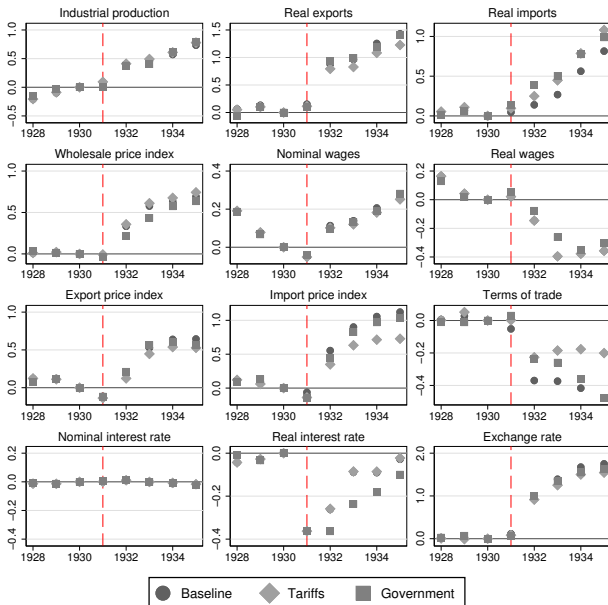 Industrial production Real exports Real imports
1.0 1.5 1.0
0.5 1.0
0.0 0.5 0.5
−0.5 0.0 0.0
1928 1930 1932 1934 1928 1930 1932 1934 1928 1930 1932 1934
Wholesale price index Nominal wages Real wages
1.0 0.4 0.2
0.5 0.2 0.0
−0.2
0.0 0.0 −0.4
1928 1930 1932 1934 1928 1930 1932 1934 1928 1930 1932 1934
Export price index Import price index Terms of trade
1.0 1.0 0.0
0.5 0.5 −0.2
0.0 0.0 −0.4
1928 1930 1932 1934 1928 1930 1932 1934 1928 1930 1932 1934
Nominal interest rate Real interest rate Exchange rate
0.2 0.0 2.0
0.0
−0.2 −0.2 1.0
−0.4 −0.4 0.0
1928 1930 1932 1934 1928 1930 1932 1934 1928 1930 1932 1934
Baseline Tariffs Government